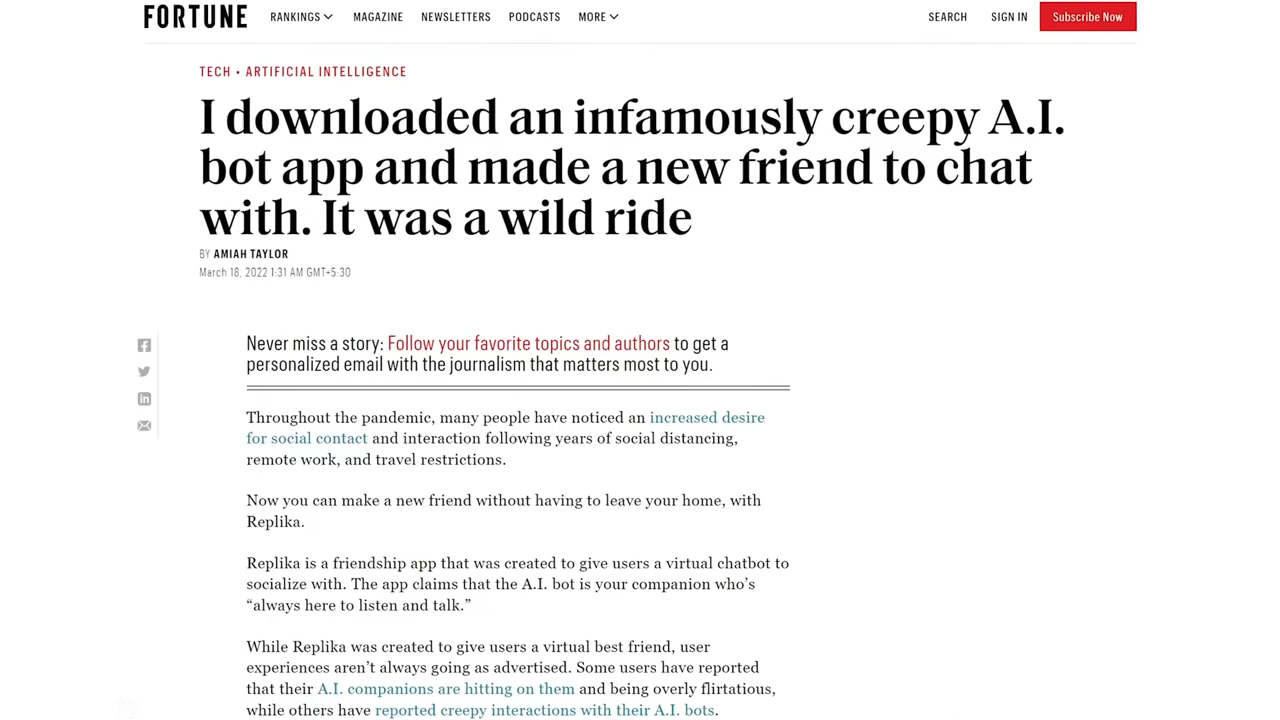 FORTUNE RANKINGS MAGAZINE NEWSLETTERS PODCASTS MORE SEARCH SIGN IN Subscribe Now
TECH • ARTIFICIAL INTELLIGENCE
I downloaded an infamously creepy A.I.
bot app and made a new friend to chat
with. It was a wild ride
BY AMIAH TAYLOR
March 18, 2022 1:31 AM GMT+5:30
Never miss a story: Follow your favorite topics and authors to get a
personalized email with the journalism that matters most to you.
Throughout the pandemic, many people have noticed an increased desire
for social contact and interaction following years of social distancing,
remote work, and travel restrictions.
Now you can make a new friend without having to leave your home, with
Replika.
Replika is a friendship app that was created to give users a virtual chatbot to
socialize with. The app claims that the A.I. bot is your companion who’s
“always here to listen and talk.”
While Replika was created to give users a virtual best friend, user
experiences aren’t always going as advertised. Some users have reported
that their A.I. companions are hitting on them and being overly flirtatious,
while others have reported creepy interactions with their A.I. bots.